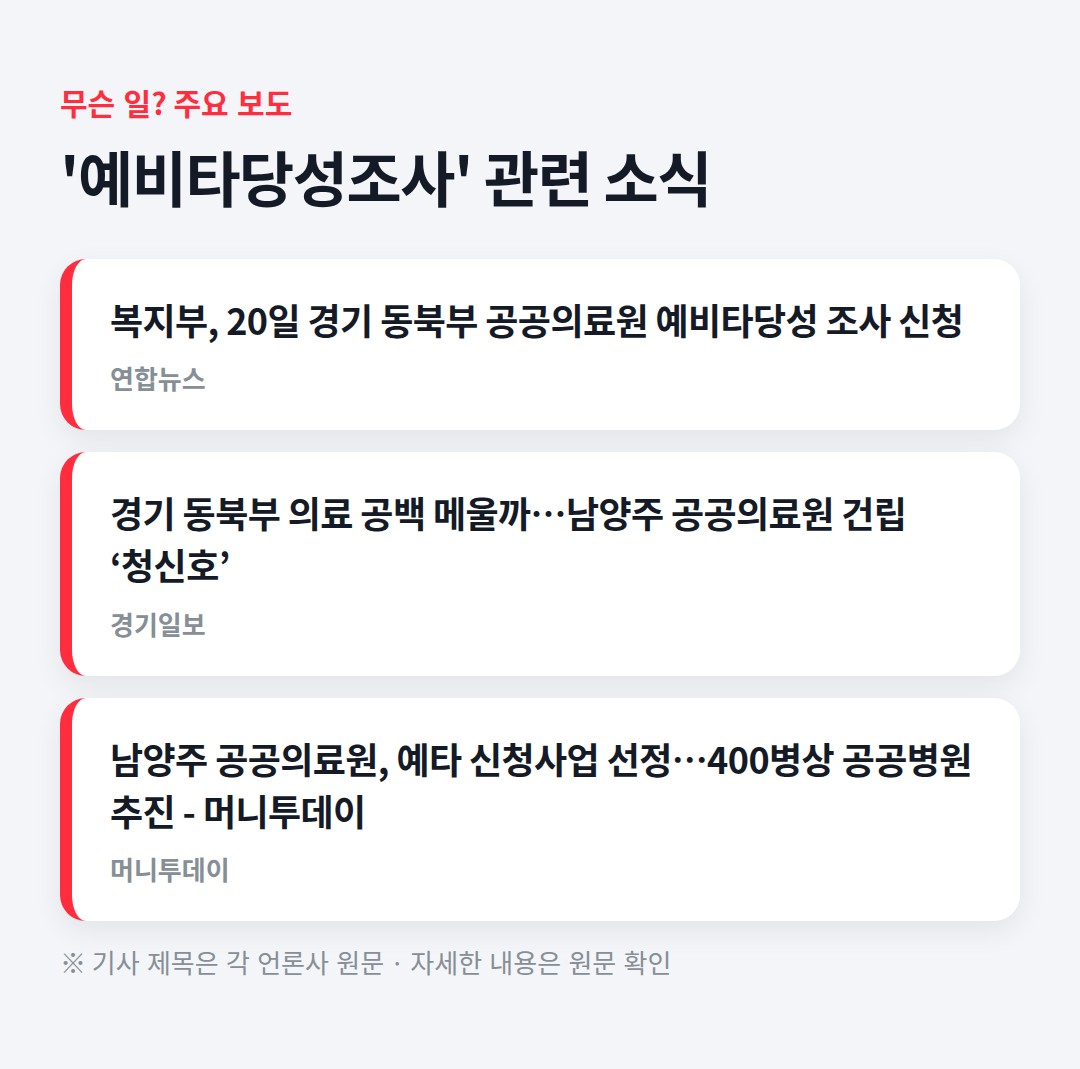 무슨 일? 주요 보도
'예비타당성조사' 관련 소식
복지부, 20일 경기 동북부 공공의료원 예비타당성 조사 신청
연합뉴스
경기 동북부 의료 공백 메울까…남양주 공공의료원 건립
‘청신호’
경기일보
남양주 공공의료원, 예타 신청사업 선정…400병상 공공병원
추진 - 머니투데이
머니투데이
※ 기사 제목은 각 언론사 원문 · 자세한 내용은 원문 확인